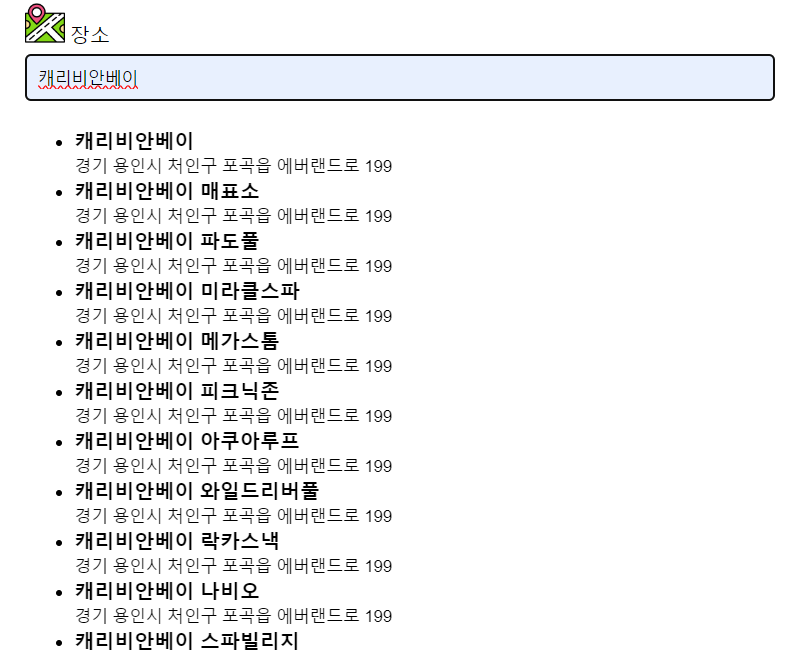 장소
캐리비안베이
캐리비안베이
경기 용인시 처인구 포곡읍 에버랜드로 199
캐리비안베이 매표소
경기 용인시 처인구 포곡읍 에버랜드로 199
캐리비안베이 파도풀
경기 용인시 처인구 포곡읍 에버랜드로 199
캐리비안베이 미라클스파
경기 용인시 처인구 포곡읍 에버랜드로 199
캐리비안베이 메가스톰
경기 용인시 처인구 포곡읍 에버랜드로 199
캐리비안베이 피크닉존
경기 용인시 처인구 포곡읍 에버랜드로 199
캐리비안베이 아쿠아루프
경기 용인시 처인구 포곡읍 에버랜드로 199
캐리비안베이 와일드리버풀
경기 용인시 처인구 포곡읍 에버랜드로 199
캐리비안베이 락카스낵
경기 용인시 처인구 포곡읍 에버랜드로 199
캐리비안베이 나비오
경기 용인시 처인구 포곡읍 에버랜드로 199
캐리비안베이 스파빌리지